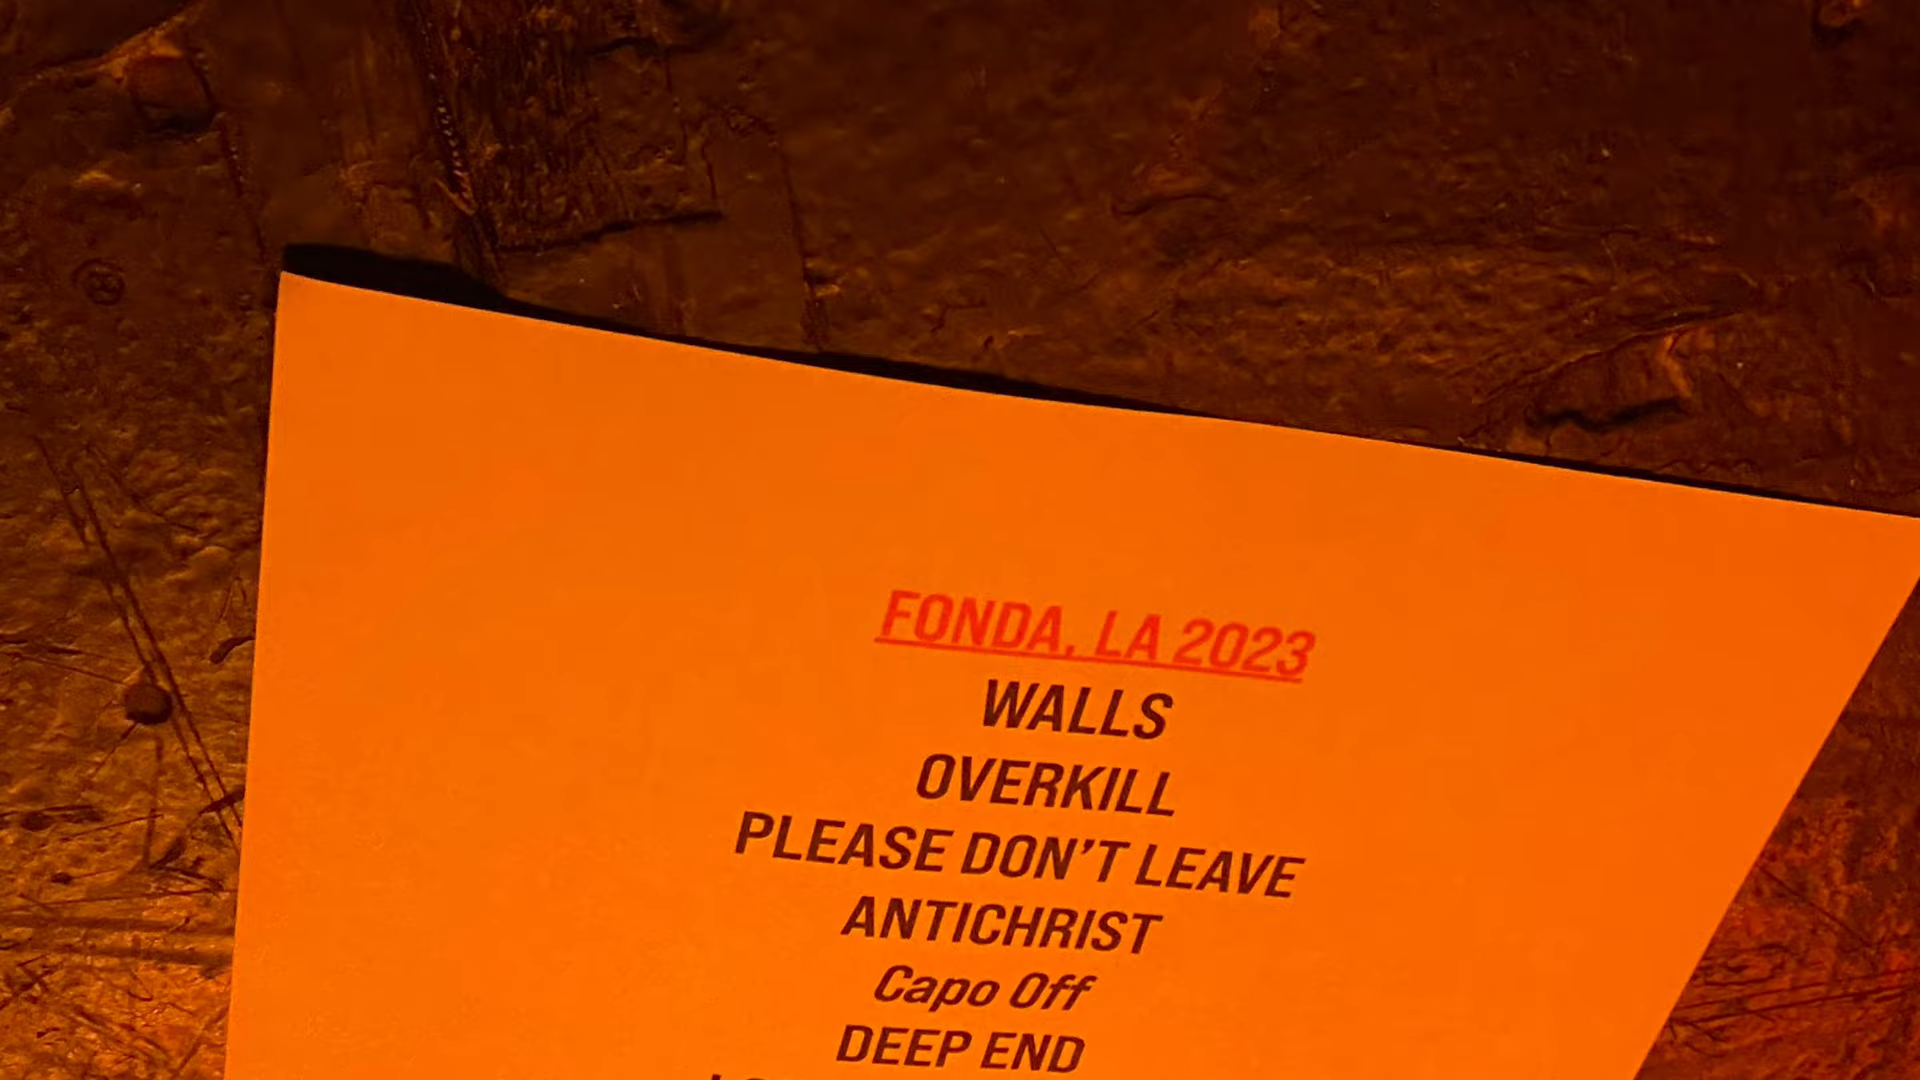 FONDA, LA 2023
WALLS
OVERKILL
PLEASE DON'T LEAVE
ANTICHRIST
Capo Off
DEEP END